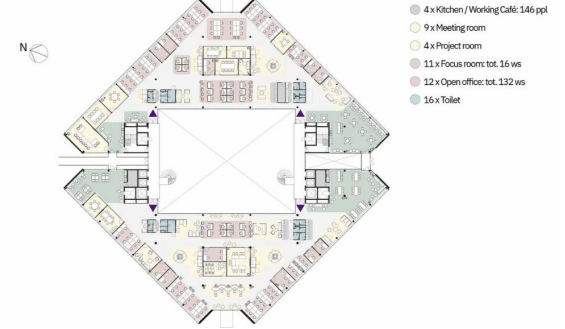 N
4 x Kitchen / Working Café: 146 ppl
9 x Meeting room
4 x Project room
11 x Focus room: tot. 16 ws
12 x Open office: tot. 132 ws
16 x Toilet